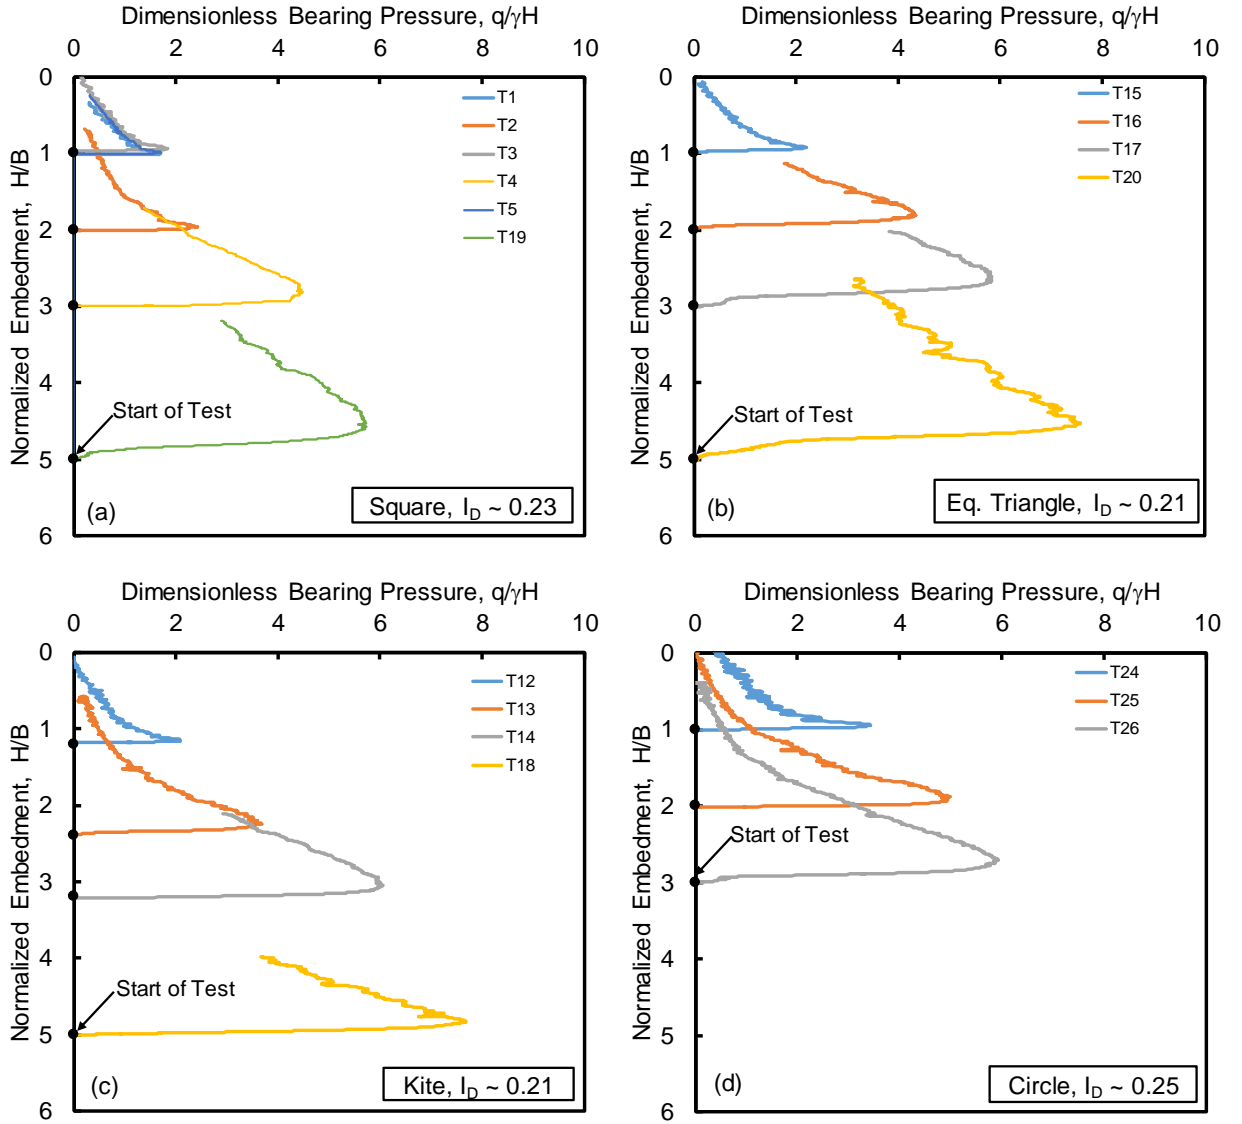 Dimensionless Bearing Pressure, q/γH
0 2 4 6 8 10
Normalized Embedment, H/B
0
1
2
3
4
5
6
T1
T2
T3
T4
T5
T19
Start of Test
(a)
Square, I_D ~ 0.23
Dimensionless Bearing Pressure, q/γH
0 2 4 6 8 10
Normalized Embedment, H/B
0
1
2
3
4
5
6
T15
T16
T17
T20
Start of Test
(b)
Eq. Triangle, I_D ~ 0.21
Dimensionless Bearing Pressure, q/γH
0 2 4 6 8 10
Normalized Embedment, H/B
0
1
2
3
4
5
6
T12
T13
T14
T18
Start of Test
(c)
Kite, I_D ~ 0.21
Dimensionless Bearing Pressure, q/γH
0 2 4 6 8 10
Normalized Embedment, H/B
0
1
2
3
4
5
6
T24
T25
T26
Start of Test
(d)
Circle, I_D ~ 0.25